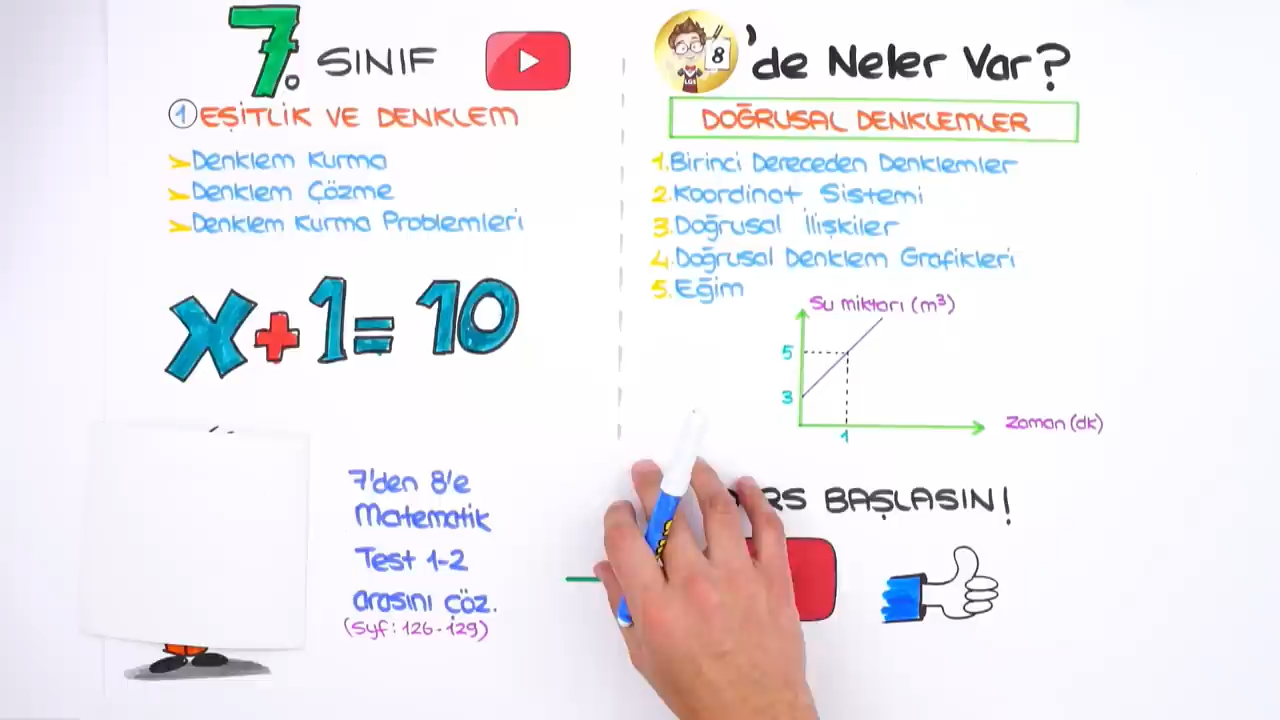 7. SINIF
1 EŞİTLİK VE DENKLEM
➤Denklem Kurma
➤Denklem Çözme
➤Denklem Kurma Problemleri
x+1=10
7'den 8'e
Matematik
Test 1-2
arasını çöz.
(Syf: 126-129)
8 'de Neler Var?
LGS
DOĞRUSAL DENKLEMLER
1.Birinci Dereceden Denklemler
2.Koordinat Sistemi
3.Doğrusal İlişkiler
4.Doğrusal Denklem Grafikleri
5.Eğim
Su miktarı (m³)
5
3
1
Zaman (dk)
BAŞLASIN!